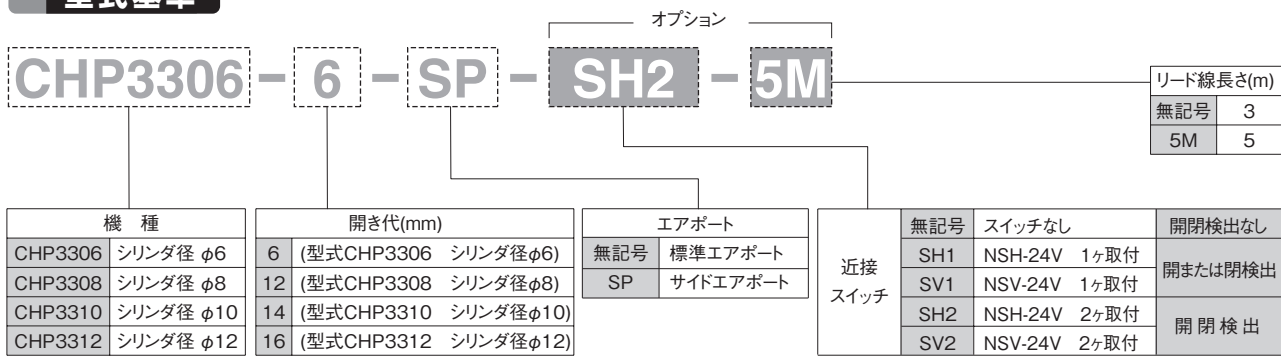 型式基準
オプション
CHP3306 - 6 - SP - SH2 - 5M
リード線長さ(m)
無記号 3
5M 5
機 種
CHP3306 シリンダ径 φ6
CHP3308 シリンダ径 φ8
CHP3310 シリンダ径 φ10
CHP3312 シリンダ径 φ12
開き代(mm)
6 (型式CHP3306 シリンダ径φ6)
12 (型式CHP3308 シリンダ径φ8)
14 (型式CHP3310 シリンダ径φ10)
16 (型式CHP3312 シリンダ径φ12)
エアポート
無記号 標準エアポート
SP サイドエアポート
近接
スイッチ
無記号 スイッチなし 開閉検出なし
SH1 NSH-24V 1ヶ取付
SV1 NSV-24V 1ヶ取付
開または閉検出
SH2 NSH-24V 2ヶ取付
SV2 NSV-24V 2ヶ取付
開 閉 検 出